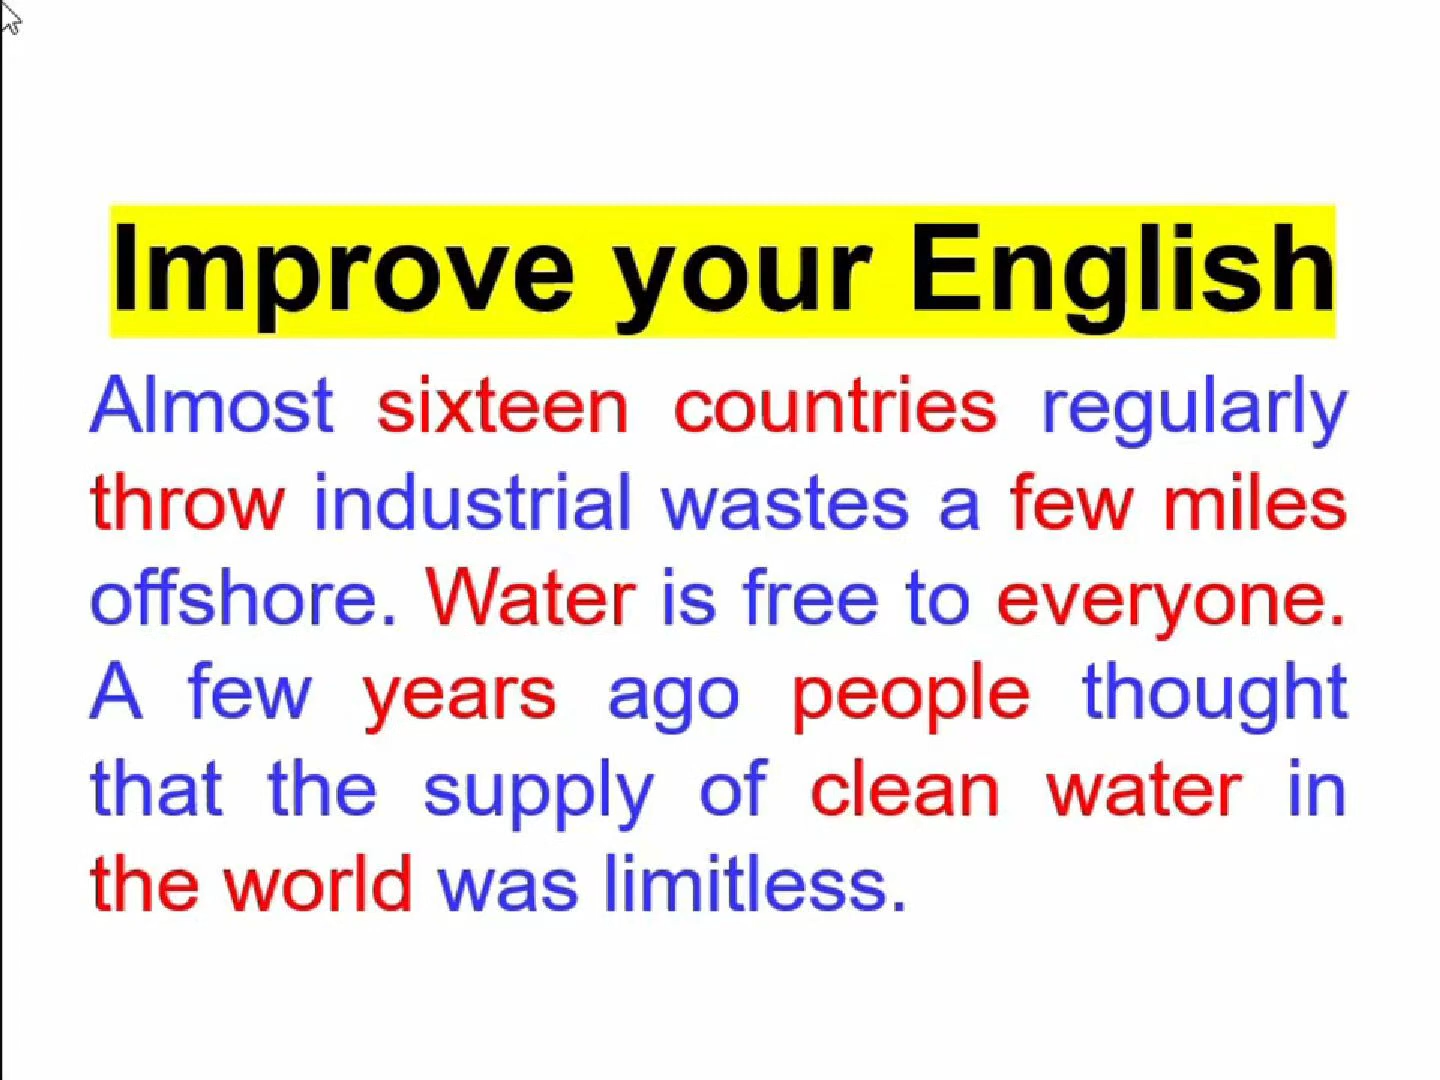 Improve your English
Almost sixteen countries regularly
throw industrial wastes a few miles
offshore. Water is free to everyone.
A few years ago people thought
that the supply of clean water in
the world was limitless.